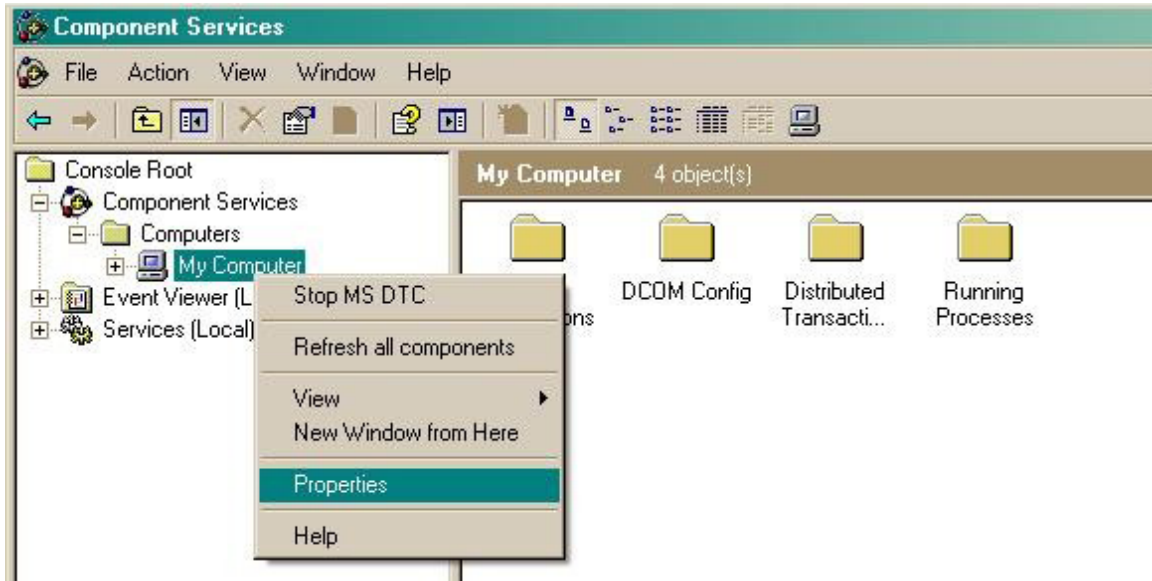 Component Services
File Action View Window Help
Console Root
Component Services
Computers
My Computer
Event Viewer (L
Services (Local)
My Computer 4 object(s)
ons
DCOM Config
Distributed
Transacti...
Running
Processes
Stop MS DTC
Refresh all components
View
New Window from Here
Properties
Help